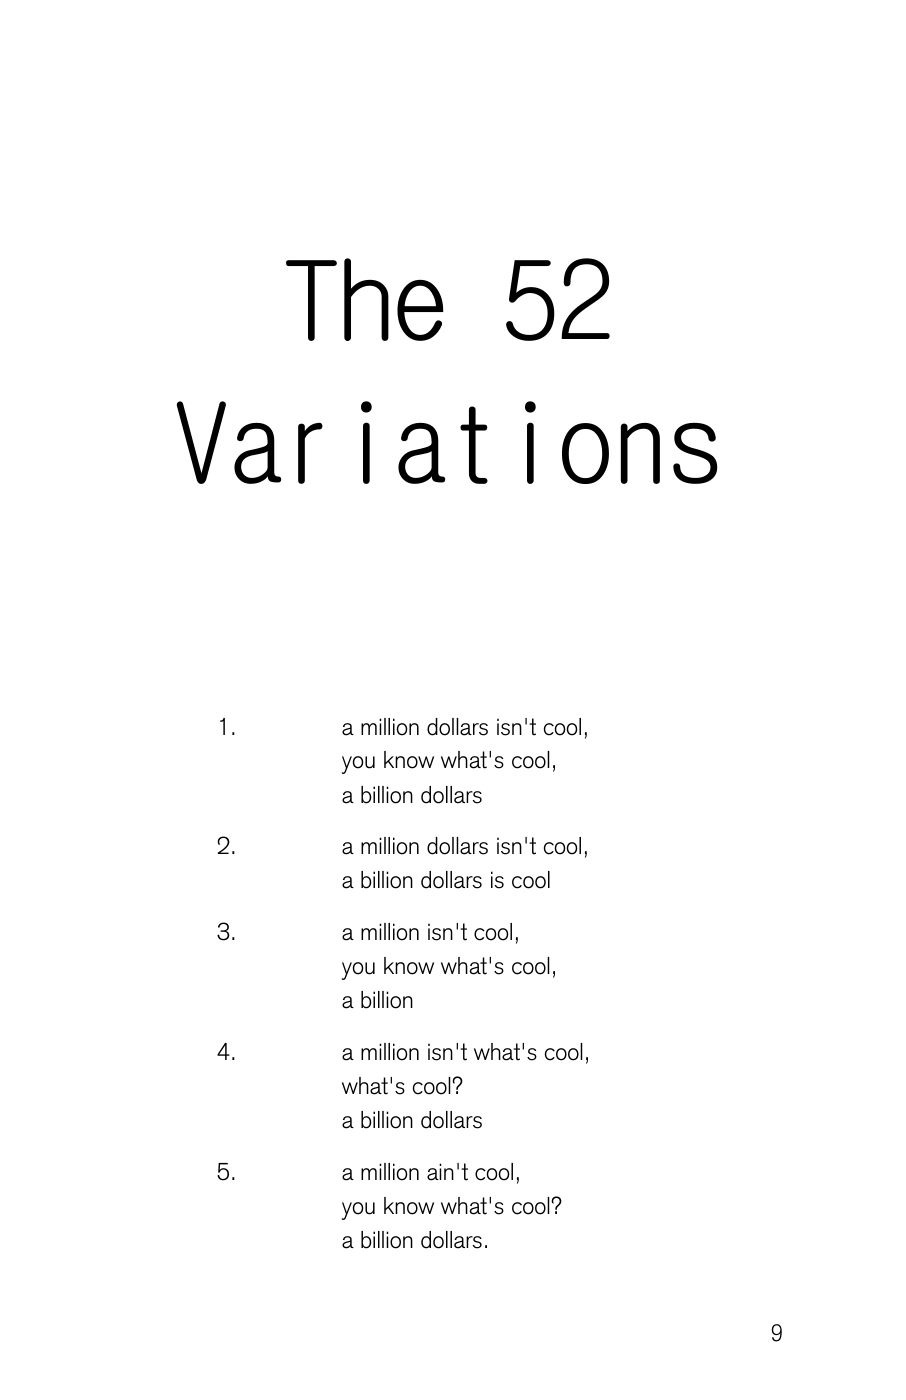 The 52
Variations
1. a million dollars isn't cool,
you know what's cool,
a billion dollars
2. a million dollars isn't cool,
a billion dollars is cool
3. a million isn't cool,
you know what's cool,
a billion
4. a million isn't what's cool,
what's cool?
a billion dollars
5. a million ain't cool,
you know what's cool?
a billion dollars.
9